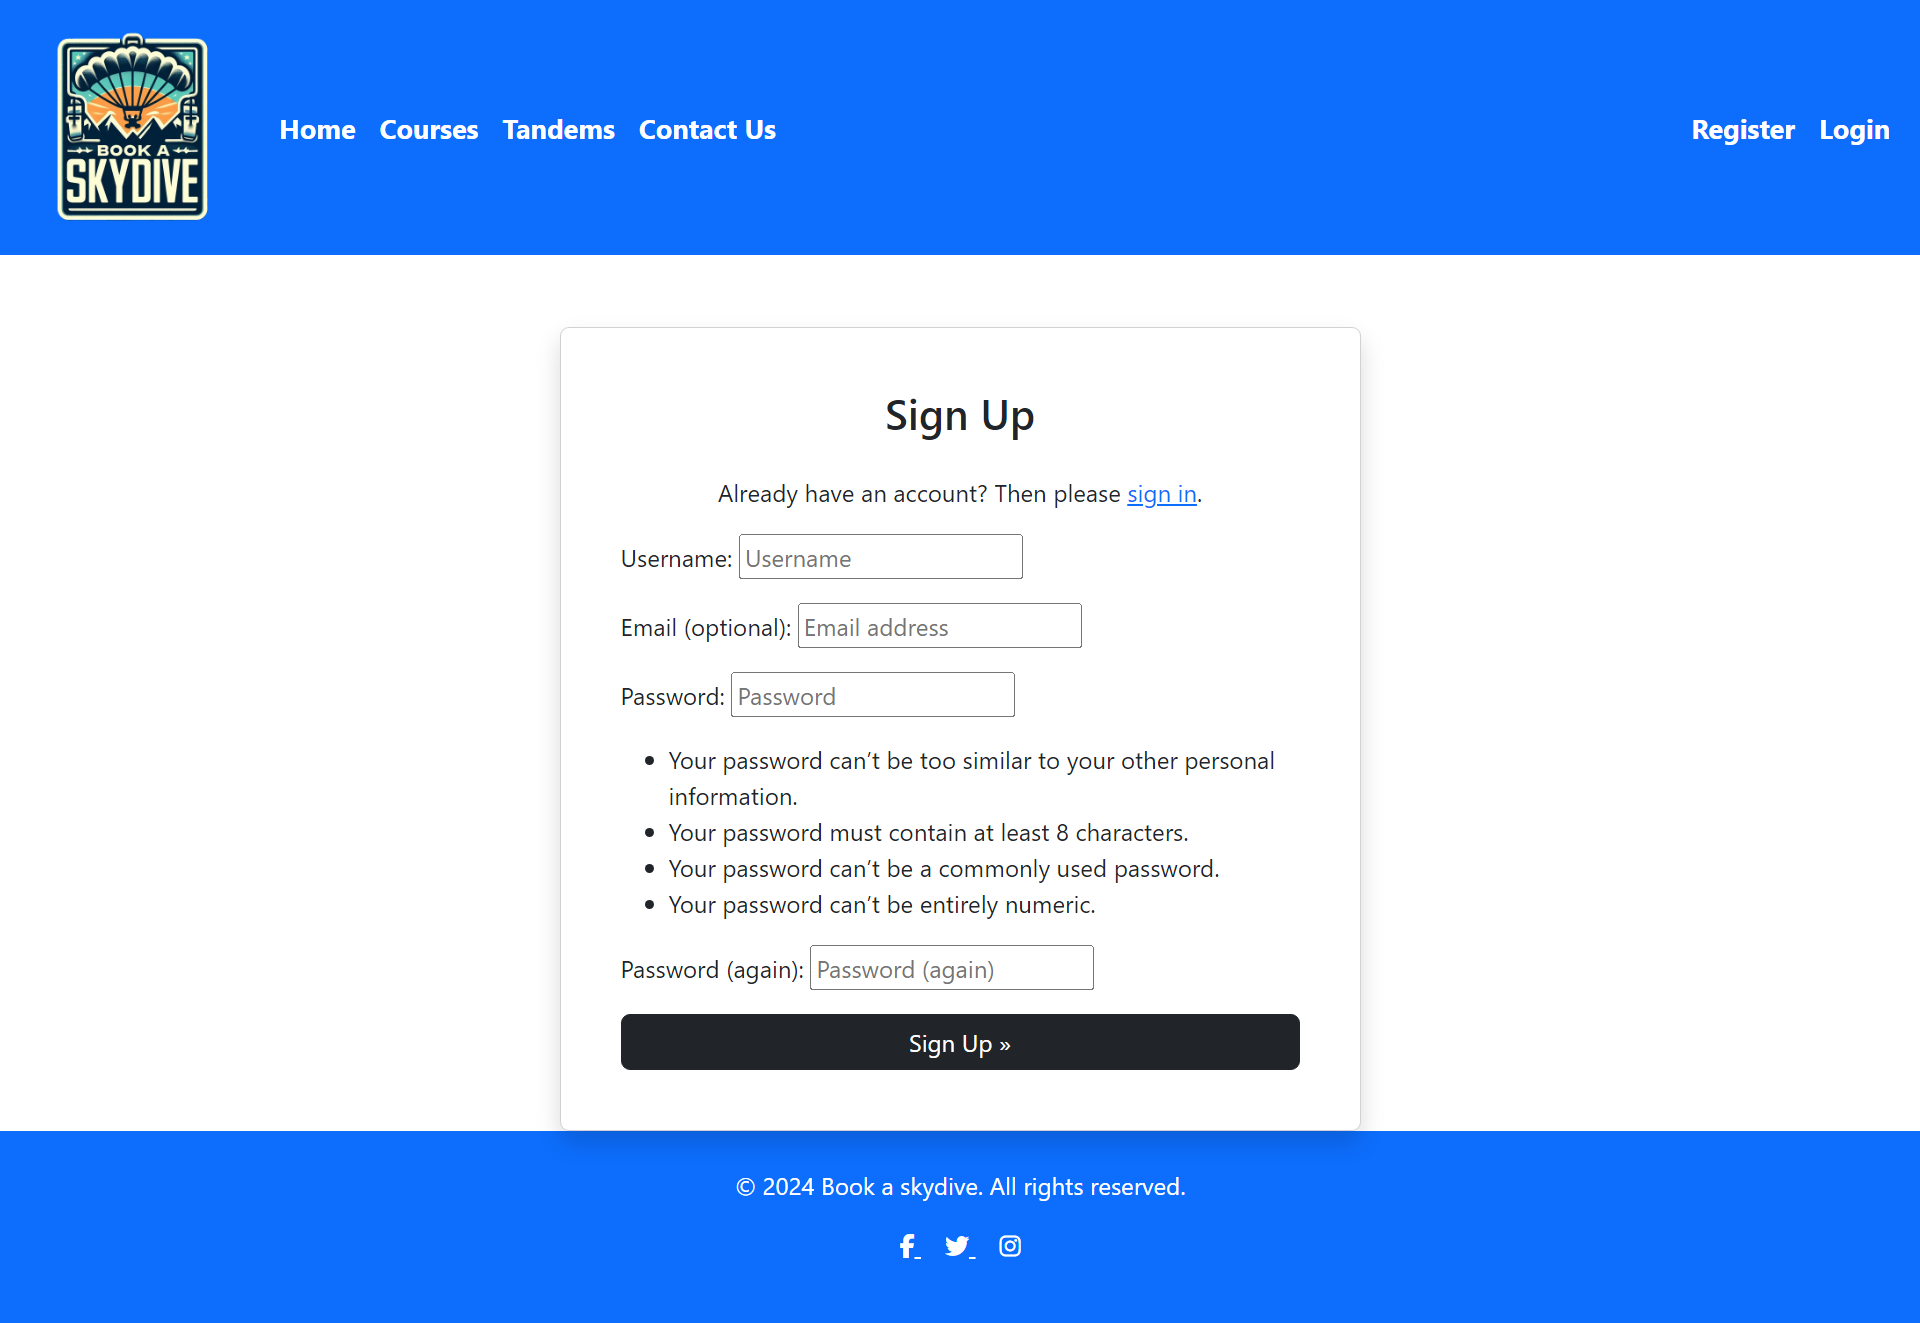 BOOK A
SKYDIVE
Home Courses Tandems Contact Us Register Login
Sign Up
Already have an account? Then please sign in.
Username: Username
Email (optional): Email address
Password: Password
• Your password can’t be too similar to your other personal
information.
• Your password must contain at least 8 characters.
• Your password can’t be a commonly used password.
• Your password can’t be entirely numeric.
Password (again): Password (again)
Sign Up »
© 2024 Book a skydive. All rights reserved.